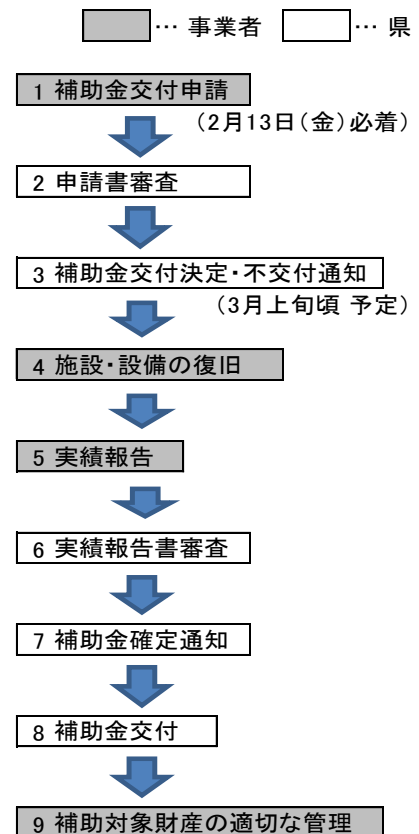 … 事業者 … 県
1 補助金交付申請
（2月13日（金）必着）
2 申請書審査
3 補助金交付決定・不交付通知
（3月上旬頃 予定）
4 施設・設備の復旧
5 実績報告
6 実績報告書審査
7 補助金確定通知
8 補助金交付
9 補助対象財産の適切な管理